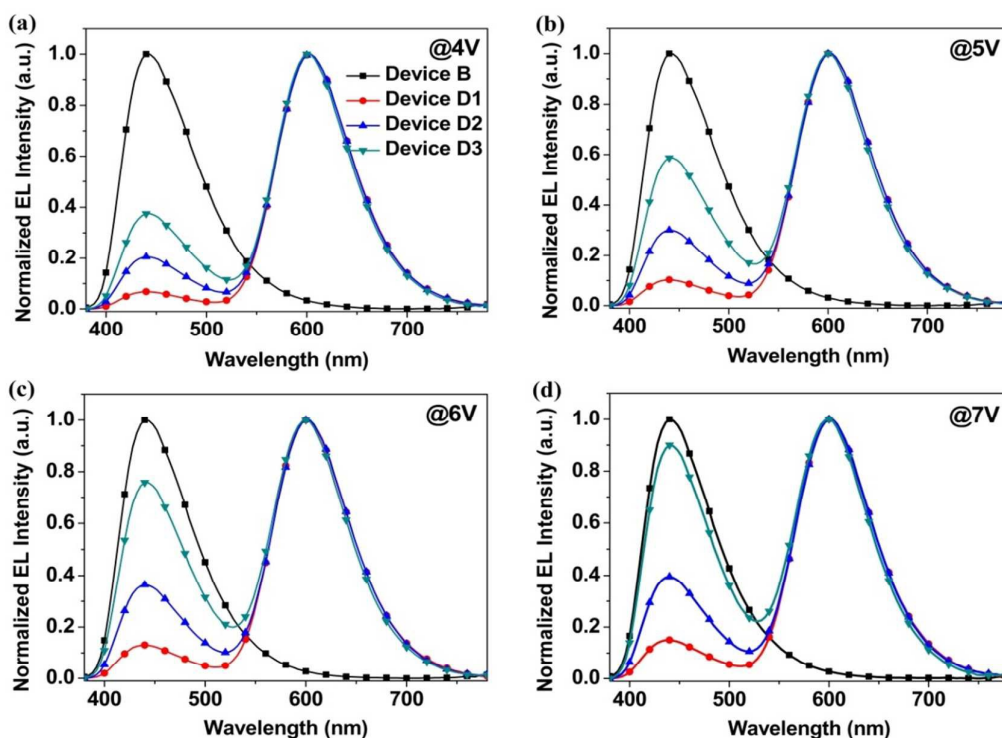 (a)
@4V
Device B
Device D1
Device D2
Device D3
Normalized EL Intensity (a.u.)
1.0
0.8
0.6
0.4
0.2
0.0
400 500 600 700
Wavelength (nm)
(b)
@5V
Normalized EL Intensity (a.u.)
1.0
0.8
0.6
0.4
0.2
0.0
400 500 600 700
Wavelength (nm)
(c)
@6V
Normalized EL Intensity (a.u.)
1.0
0.8
0.6
0.4
0.2
0.0
400 500 600 700
Wavelength (nm)
(d)
@7V
Normalized EL Intensity (a.u.)
1.0
0.8
0.6
0.4
0.2
0.0
400 500 600 700
Wavelength (nm)